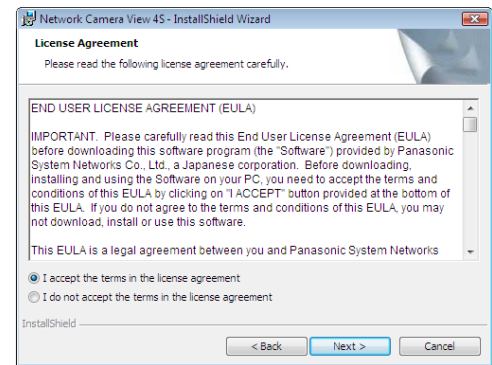 Network Camera View 4S - InstallShield Wizard
License Agreement
Please read the following license agreement carefully.
END USER LICENSE AGREEMENT (EULA)
IMPORTANT.  Please carefully read this End User License Agreement (EULA)
before downloading this software program (the "Software") provided by Panasonic
System Networks Co., Ltd., a Japanese corporation.  Before downloading,
installing and using the Software on your PC, you need to accept the terms and
conditions of this EULA by clicking on "I ACCEPT" button provided at the bottom of
this EULA.  If you do not agree to the terms and conditions of this EULA, you may
not download, install or use this software.
This EULA is a legal agreement between you and Panasonic System Networks
I accept the terms in the license agreement
I do not accept the terms in the license agreement
InstallShield
< Back
Next >
Cancel